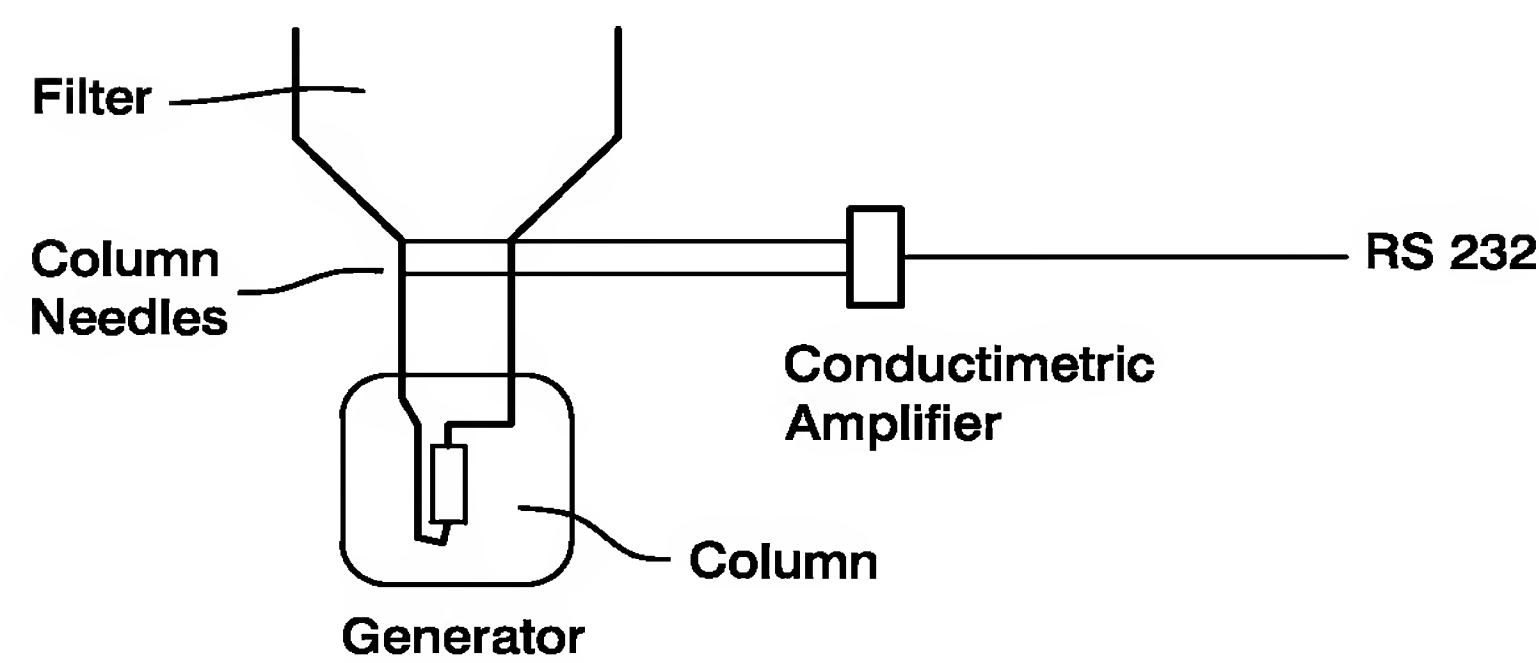 Filter
Column
Needles
RS 232
Conductimetric
Amplifier
Column
Generator